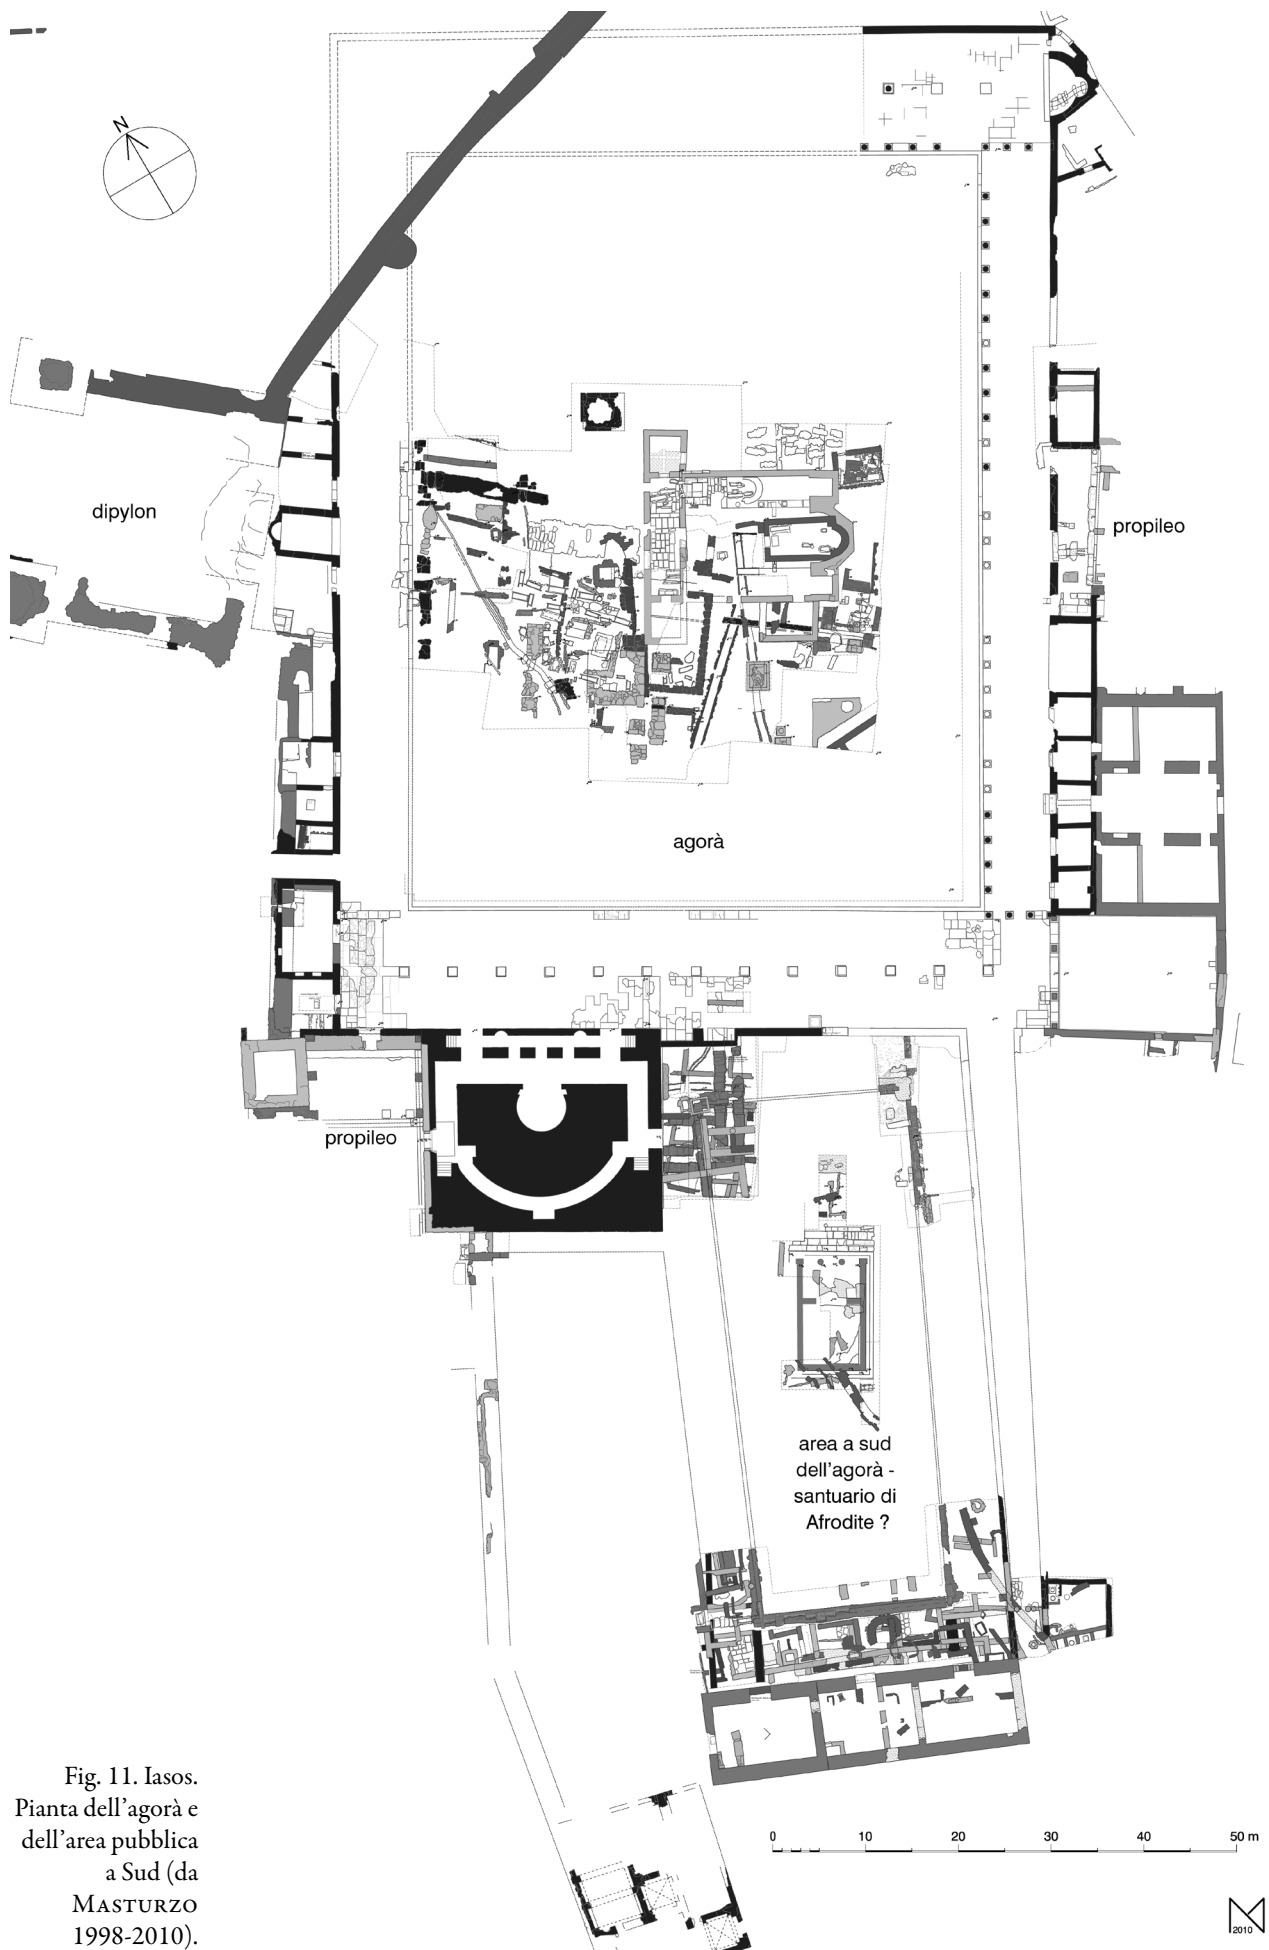 N
dipylon
propileo
agorà
propileo
area a sud
dell'agorà -
santuario di
Afrodite ?
0 10 20 30 40 50 m
2010
Fig. 11. Iasos.
Pianta dell'agorà e
dell'area pubblica
a Sud (da
Masturzo
1998-2010).